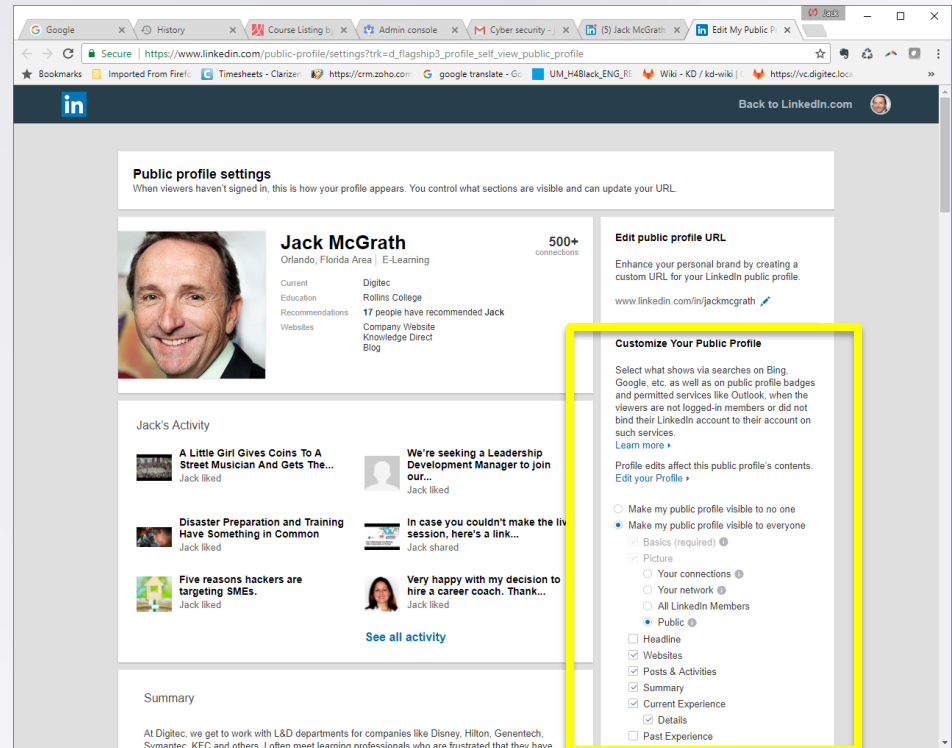 Jack
Google
History
Course Listing b
Admin console
Cyber security - j
(5) Jack McGrath
Edit My Public P
Secure | https://www.linkedin.com/public-profile/settings?trk=d_flagship3_profile_self_view_public_profile
Bookmarks
Imported From Firefo
Timesheets - Clarizen
https://crm.zoho.com
google translate - Go
UM_H4Black_ENG_RE
Wiki - KD / kd-wiki |
https://vc.digitec.loca
»
in
Back to LinkedIn.com
Public profile settings
When viewers haven't signed in, this is how your profile appears. You control what sections are visible and can update your URL.
Jack McGrath
Orlando, Florida Area | E-Learning
500+
connections
Current Digitec
Education Rollins College
Recommendations 17 people have recommended Jack
Websites Company Website
Knowledge Direct
Blog
Jack's Activity
A Little Girl Gives Coins To A
Street Musician And Gets The...
Jack liked
We're seeking a Leadership
Development Manager to join
our...
Jack liked
Disaster Preparation and Training
Have Something in Common
Jack liked
In case you couldn't make the liv
session, here's a link...
Jack shared
Five reasons hackers are
targeting SMEs.
Jack liked
Very happy with my decision to
hire a career coach. Thank...
Jack liked
See all activity
Summary
At Digitec, we get to work with L&D departments for companies like Disney, Hilton, Genentech,
Symantec, KFC and others. I often meet learning professionals who are frustrated that they have
Edit public profile URL
Enhance your personal brand by creating a
custom URL for your LinkedIn public profile.
www.linkedin.com/in/jackmcgrath
Customize Your Public Profile
Select what shows via searches on Bing,
Google, etc. as well as on public profile badges
and permitted services like Outlook, when the
viewers are not logged-in members or did not
bind their LinkedIn account to their account on
such services.
Learn more
Profile edits affect this public profile's contents.
Edit your Profile
Make my public profile visible to no one
Make my public profile visible to everyone
Basics (required)
Picture
Your connections
Your network
All LinkedIn Members
Public
Headline
Websites
Posts & Activities
Summary
Current Experience
Details
Past Experience